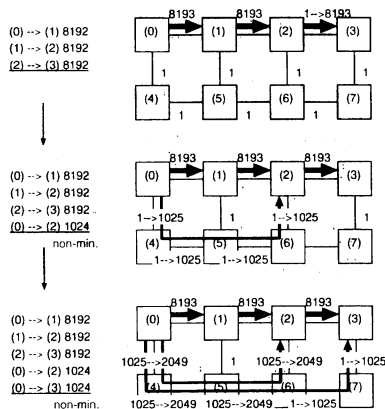 8193 8193 1-->8193
(0) --> (1) 8192
(1) --> (2) 8192
(2) --> (3) 8192
(0) (1) (2) (3)
1 1 1 1
(4) (5) (6) (7)
1 1 1
8193 8193 8193
(0) --> (1) 8192
(1) --> (2) 8192
(2) --> (3) 8192
(0) --> (2) 1024
non-min.
(0) (1) (2) (3)
1-->1025 1 1-->1025 1
(4) (5) (6) (7)
1-->1025 1-->1025 1
8193 8193 8193
(0) --> (1) 8192
(1) --> (2) 8192
(2) --> (3) 8192
(0) --> (2) 1024
(0) --> (3) 1024
non-min.
(0) (1) (2) (3)
1025-->2049 1 1025-->2049 1-->1025
(4) (5) (6) (7)
1025-->2049 1025-->2049 1-->1025